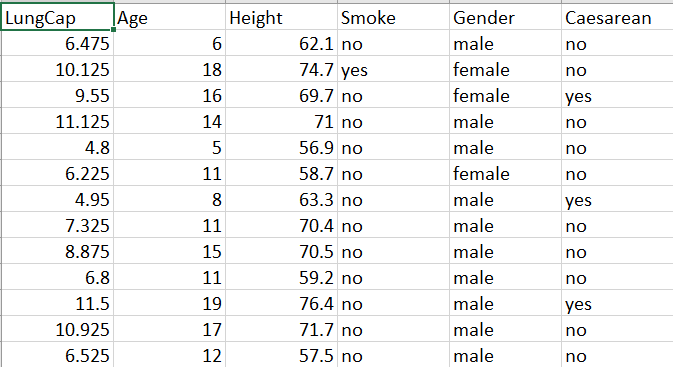 LungCap Age Height Smoke Gender Caesarean
6.475 6 62.1 no male no
10.125 18 74.7 yes female no
9.55 16 69.7 no female yes
11.125 14 71 no male no
4.8 5 56.9 no male no
6.225 11 58.7 no female no
4.95 8 63.3 no male yes
7.325 11 70.4 no male no
8.875 15 70.5 no male no
6.8 11 59.2 no male no
11.5 19 76.4 no male yes
10.925 17 71.7 no male no
6.525 12 57.5 no male no